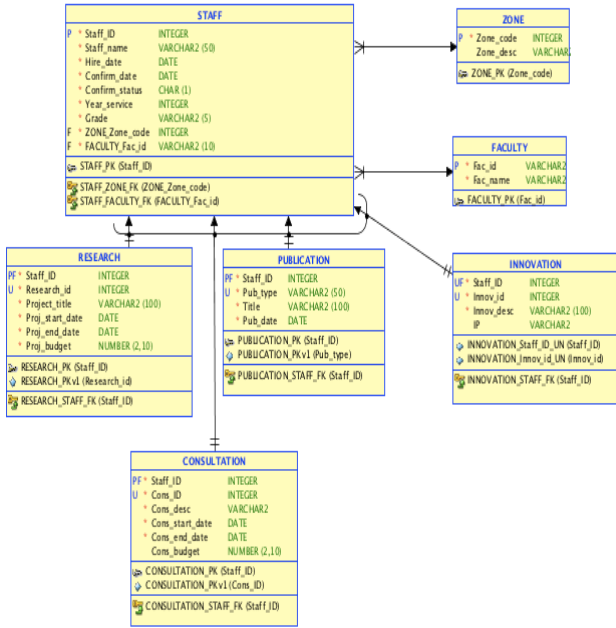 STAFF
P * Staff_ID INTEGER
* Staff_name VARCHAR2 (50)
* Hire_date DATE
* Confirm_date DATE
* Confirm_status CHAR (1)
* Year_service INTEGER
* Grade VARCHAR2 (5)
F * ZONE_Zone_code INTEGER
F * FACULTY_Fac_id VARCHAR2 (10)
STAFF_PK (Staff_ID)
STAFF_ZONE_FK (ZONE_Zone_code)
STAFF_FACULTY_FK (FACULTY_Fac_id)
ZONE
P * Zone_code INTEGER
Zone_desc VARCHAR2
ZONE_PK (Zone_code)
FACULTY
P * Fac_id VARCHAR2
* Fac_name VARCHAR2
FACULTY_PK (Fac_id)
RESEARCH
PF * Staff_ID INTEGER
U * Research_id INTEGER
* Project_title VARCHAR2 (100)
* Proj_start_date DATE
* Proj_end_date DATE
* Proj_budget NUMBER (2,10)
RESEARCH_PK (Staff_ID)
RESEARCH_PKv1 (Research_id)
RESEARCH_STAFF_FK (Staff_ID)
PUBLICATION
PF * Staff_ID INTEGER
U * Pub_type VARCHAR2 (50)
* Title VARCHAR2 (100)
* Pub_date DATE
PUBLICATION_PK (Staff_ID)
PUBLICATION_PKv1 (Pub_type)
PUBLICATION_STAFF_FK (Staff_ID)
INNOVATION
UF * Staff_ID INTEGER
U * Innov_id INTEGER
* Innov_desc VARCHAR2 (100)
IP VARCHAR2
INNOVATION_Staff_ID_UN (Staff_ID)
INNOVATION_Innov_id_UN (Innov_id)
INNOVATION_STAFF_FK (Staff_ID)
CONSULTATION
PF * Staff_ID INTEGER
U * Cons_ID INTEGER
* Cons_desc VARCHAR2
* Cons_start_date DATE
* Cons_end_date DATE
Cons_budget NUMBER (2,10)
CONSULTATION_PK (Staff_ID)
CONSULTATION_PKv1 (Cons_ID)
CONSULTATION_STAFF_FK (Staff_ID)